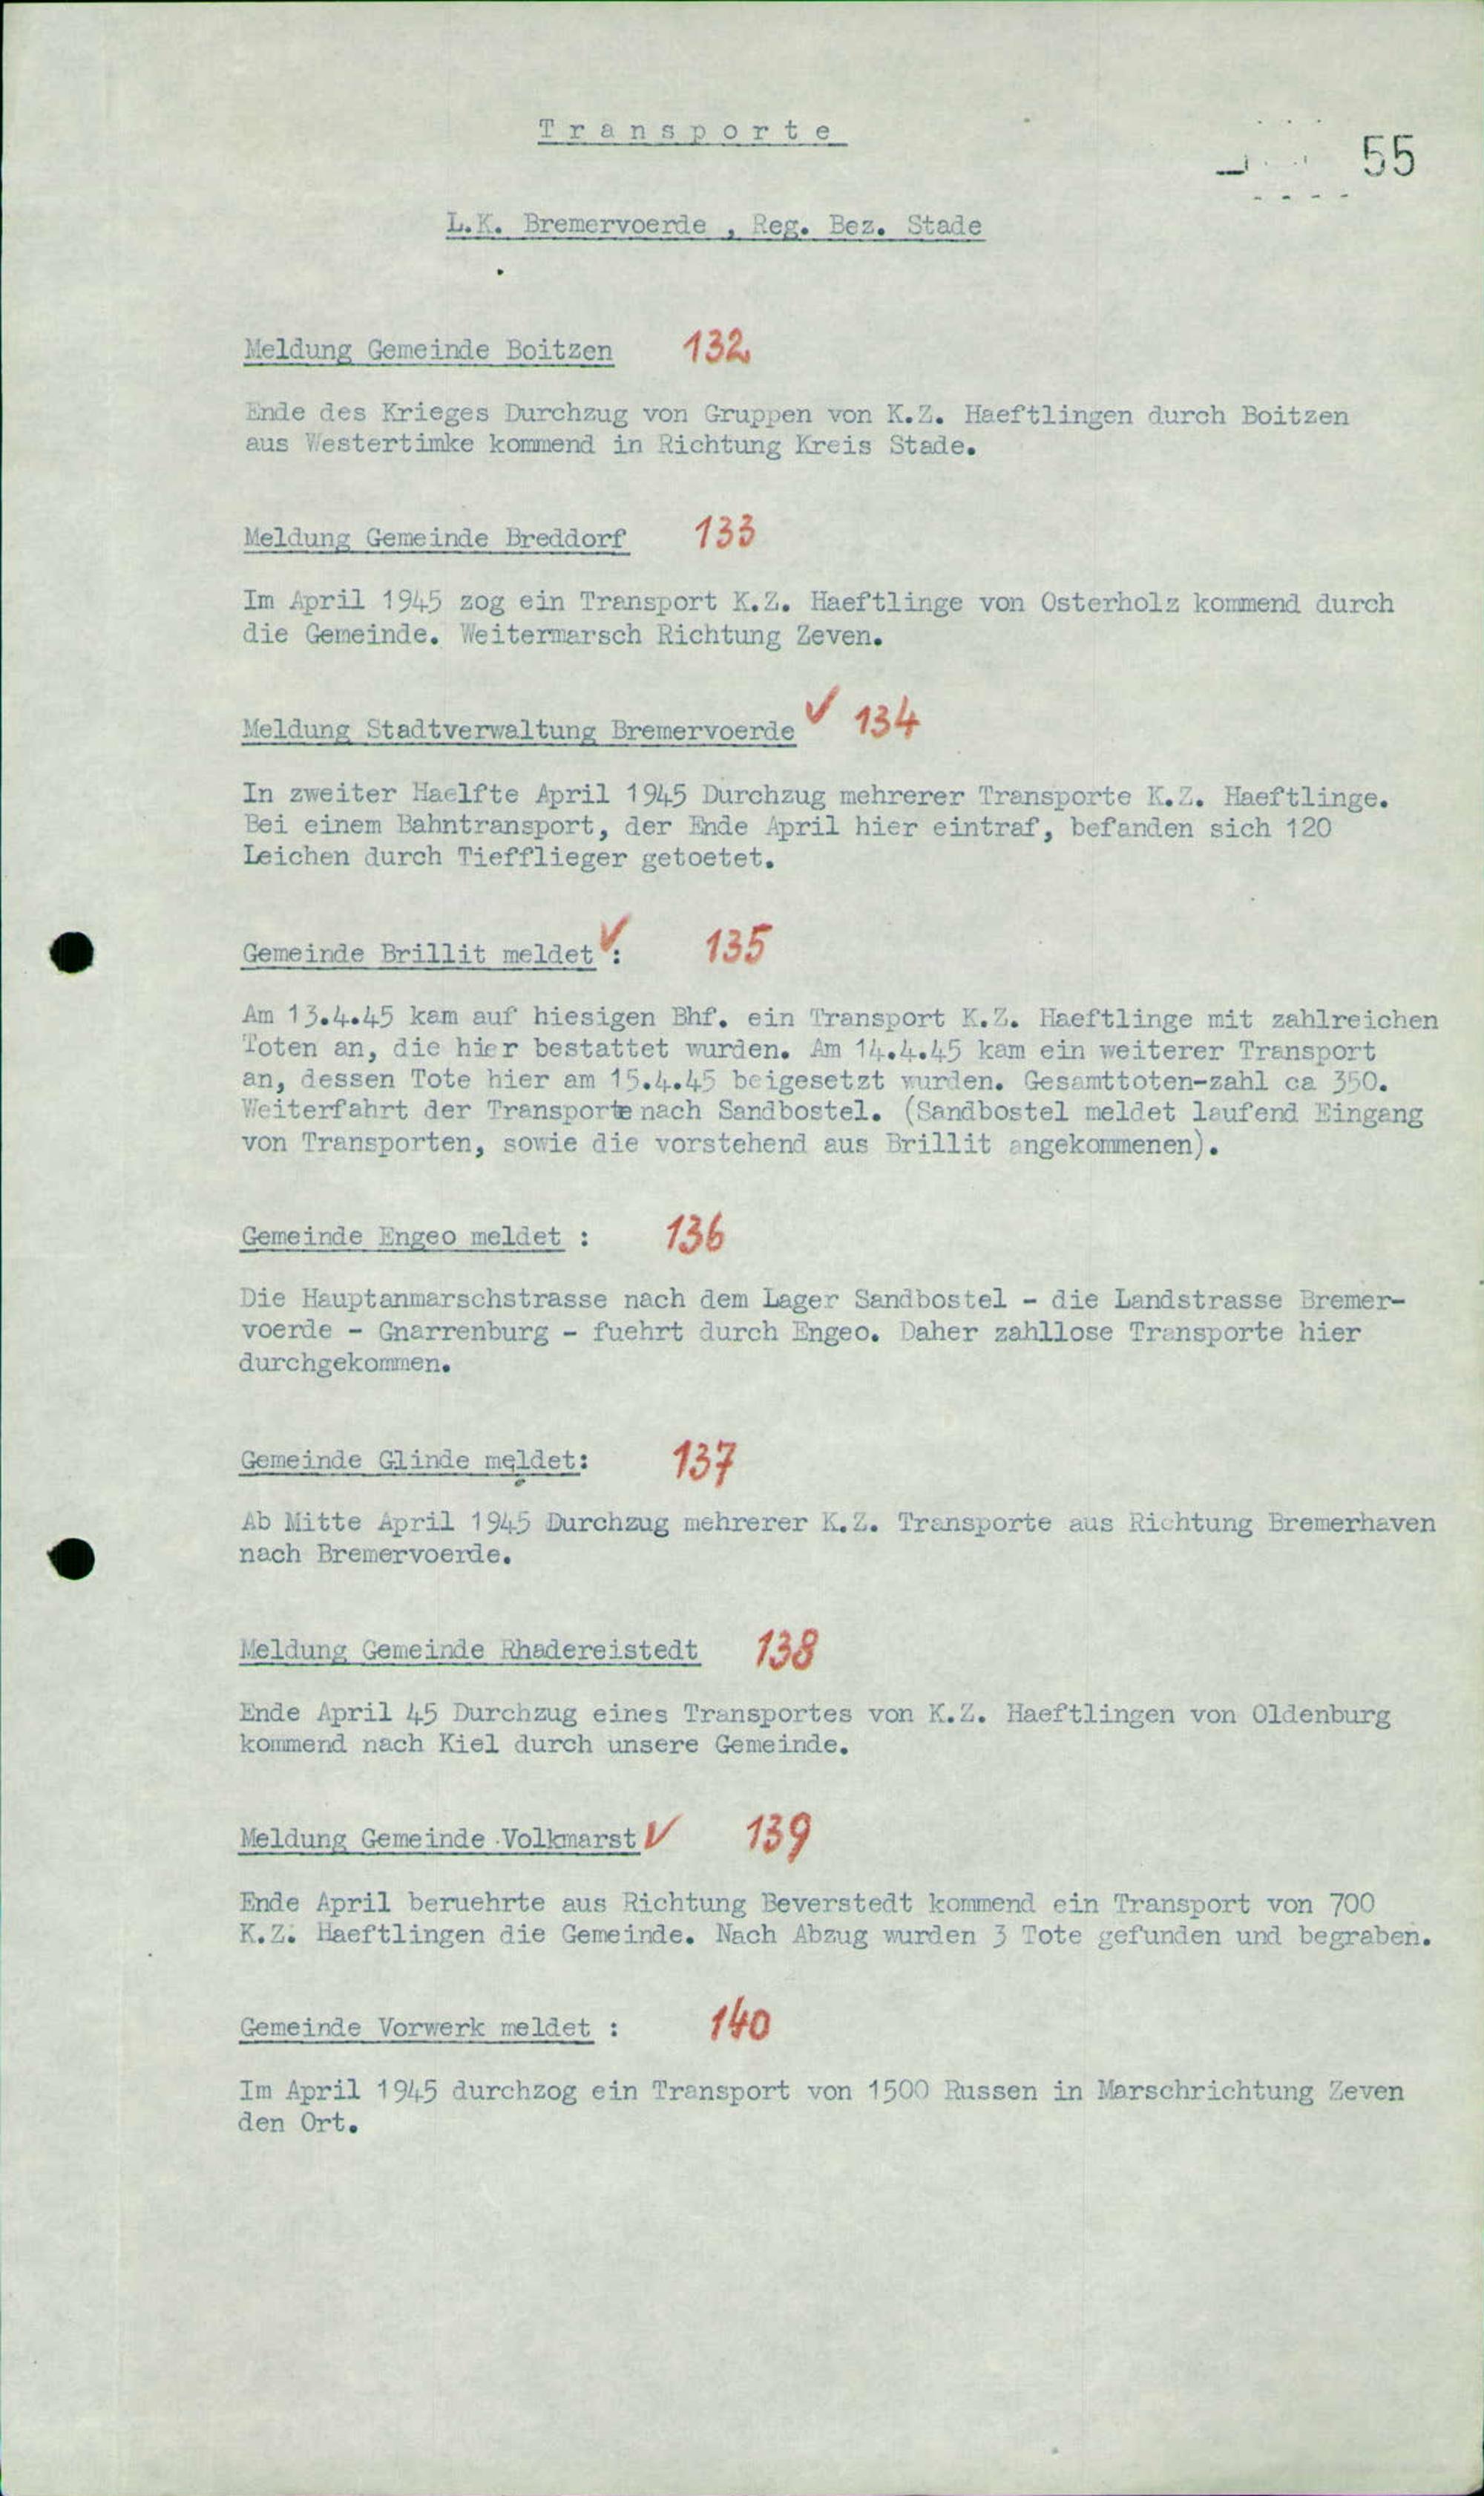 Transporte
55
L.K. Bremervoerde , Reg. Bez. Stade
Meldung Gemeinde Boitzen 132
Ende des Krieges Durchzug von Gruppen von K.Z. Haeftlingen durch Boitzen
aus Westertimke kommend in Richtung Kreis Stade.
Meldung Gemeinde Breddorf 133
Im April 1945 zog ein Transport K.Z. Haeftlinge von Osterholz kommend durch
die Gemeinde. Weitermarsch Richtung Zeven.
Meldung Stadtverwaltung Bremervoerde ✓ 134
In zweiter Haelfte April 1945 Durchzug mehrerer Transporte K.Z. Haeftlinge.
Bei einem Bahntransport, der Ende April hier eintraf, befanden sich 120
Leichen durch Tiefflieger getoetet.
Gemeinde Brillit meldet ✓: 135
Am 13.4.45 kam auf hiesigen Bhf. ein Transport K.Z. Haeftlinge mit zahlreichen
Toten an, die hier bestattet wurden. Am 14.4.45 kam ein weiterer Transport
an, dessen Tote hier am 15.4.45 beigesetzt wurden. Gesamttoten-zahl ca 350.
Weiterfahrt der Transporte nach Sandbostel. (Sandbostel meldet laufend Eingang
von Transporten, sowie die vorstehend aus Brillit angekommenen).
Gemeinde Engeo meldet : 136
Die Hauptanmarschstrasse nach dem Lager Sandbostel - die Landstrasse Bremer-
voerde - Gnarrenburg - fuehrt durch Engeo. Daher zahllose Transporte hier
durchgekommen.
Gemeinde Glinde meldet: 137
Ab Mitte April 1945 Durchzug mehrerer K.Z. Transporte aus Richtung Bremerhaven
nach Bremervoerde.
Meldung Gemeinde Rhadereistedt 138
Ende April 45 Durchzug eines Transportes von K.Z. Haeftlingen von Oldenburg
kommend nach Kiel durch unsere Gemeinde.
Meldung Gemeinde Volkmarst ✓ 139
Ende April beruehrte aus Richtung Beverstedt kommend ein Transport von 700
K.Z. Haeftlingen die Gemeinde. Nach Abzug wurden 3 Tote gefunden und begraben.
Gemeinde Vorwerk meldet : 140
Im April 1945 durchzog ein Transport von 1500 Russen in Marschrichtung Zeven
den Ort.